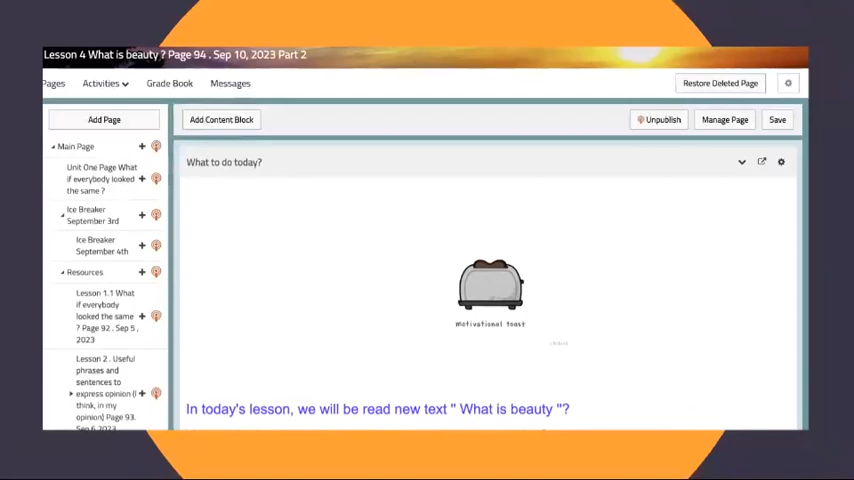 Lesson 4 What is beauty ? Page 94 . Sep 10, 2023 Part 2
Pages
Activities
Grade Book
Messages
Restore Deleted Page
Add Page
Add Content Block
Unpublish
Manage Page
Save
Main Page
Unit One Page What
if everybody looked
the same ?
Ice Breaker
September 3rd
Ice Breaker
September 4th
Resources
Lesson 1.1 What
if everybody
looked the same
? Page 92 . Sep 5 ,
2023
Lesson 2 . Useful
phrases and
sentences to
express opinion (I
think, in my
opinion) Page 93.
Sep 6 2023
What to do today?
motivational toast
In today's lesson, we will be read new text " What is beauty "?